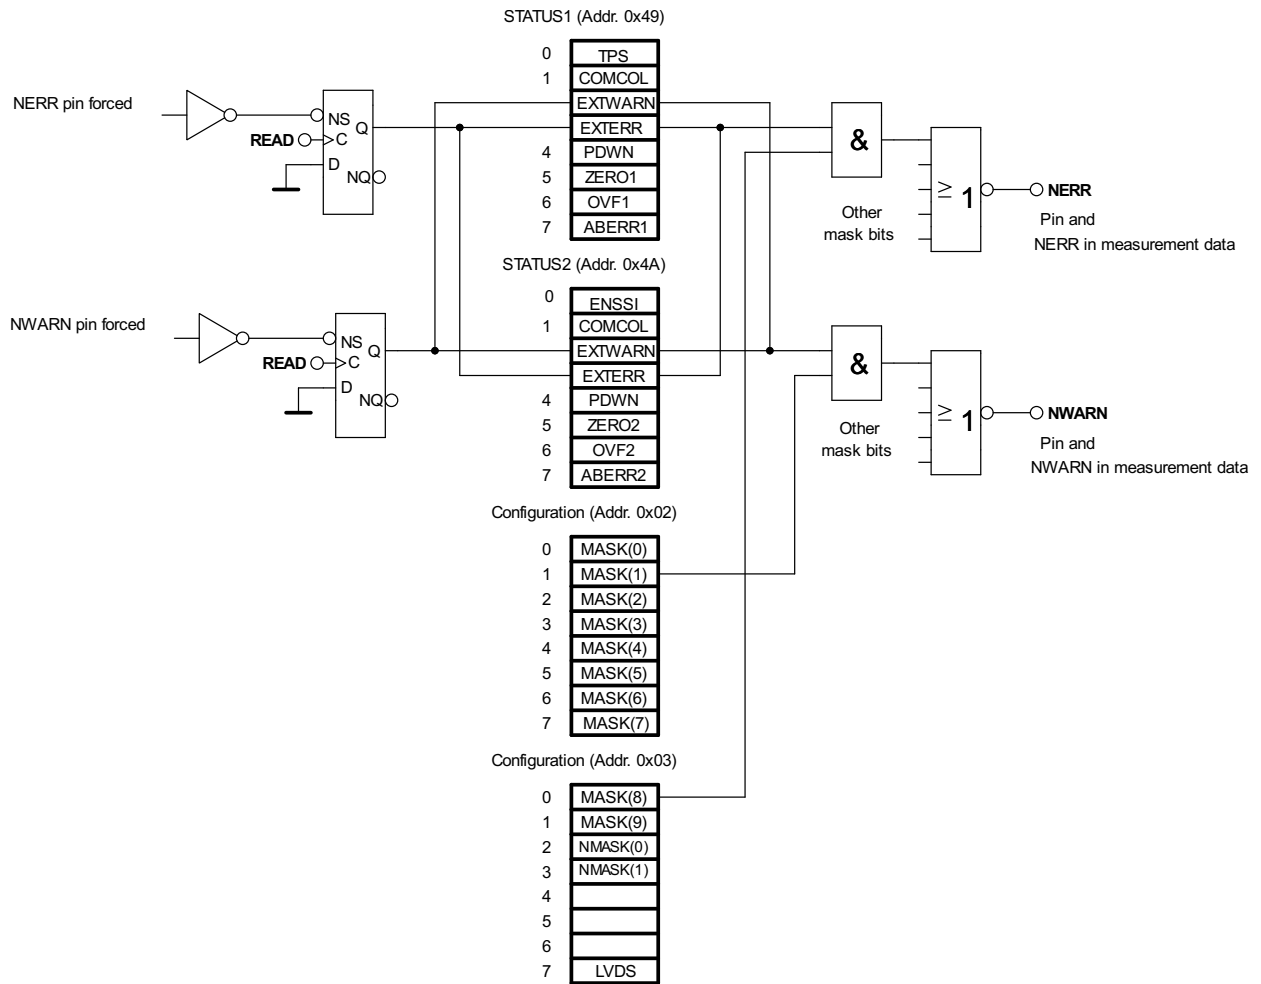 STATUS1 (Addr. 0x49)
0 TPS
1 COMCOL
EXTWARN
EXTERR
4 PDWN
5 ZERO1
6 OVF1
7 ABERR1
NERR pin forced
READ
NS
C
D
Q
NQ
&
Other
mask bits
≥ 1
NERR
Pin and
NERR in measurement data
STATUS2 (Addr. 0x4A)
0 ENSSI
1 COMCOL
EXTWARN
EXTERR
4 PDWN
5 ZERO2
6 OVF2
7 ABERR2
NWARN pin forced
READ
NS
C
D
Q
NQ
&
Other
mask bits
≥ 1
NWARN
Pin and
NWARN in measurement data
Configuration (Addr. 0x02)
0 MASK(0)
1 MASK(1)
2 MASK(2)
3 MASK(3)
4 MASK(4)
5 MASK(5)
6 MASK(6)
7 MASK(7)
Configuration (Addr. 0x03)
0 MASK(8)
1 MASK(9)
2 NMASK(0)
3 NMASK(1)
4
5
6
7 LVDS